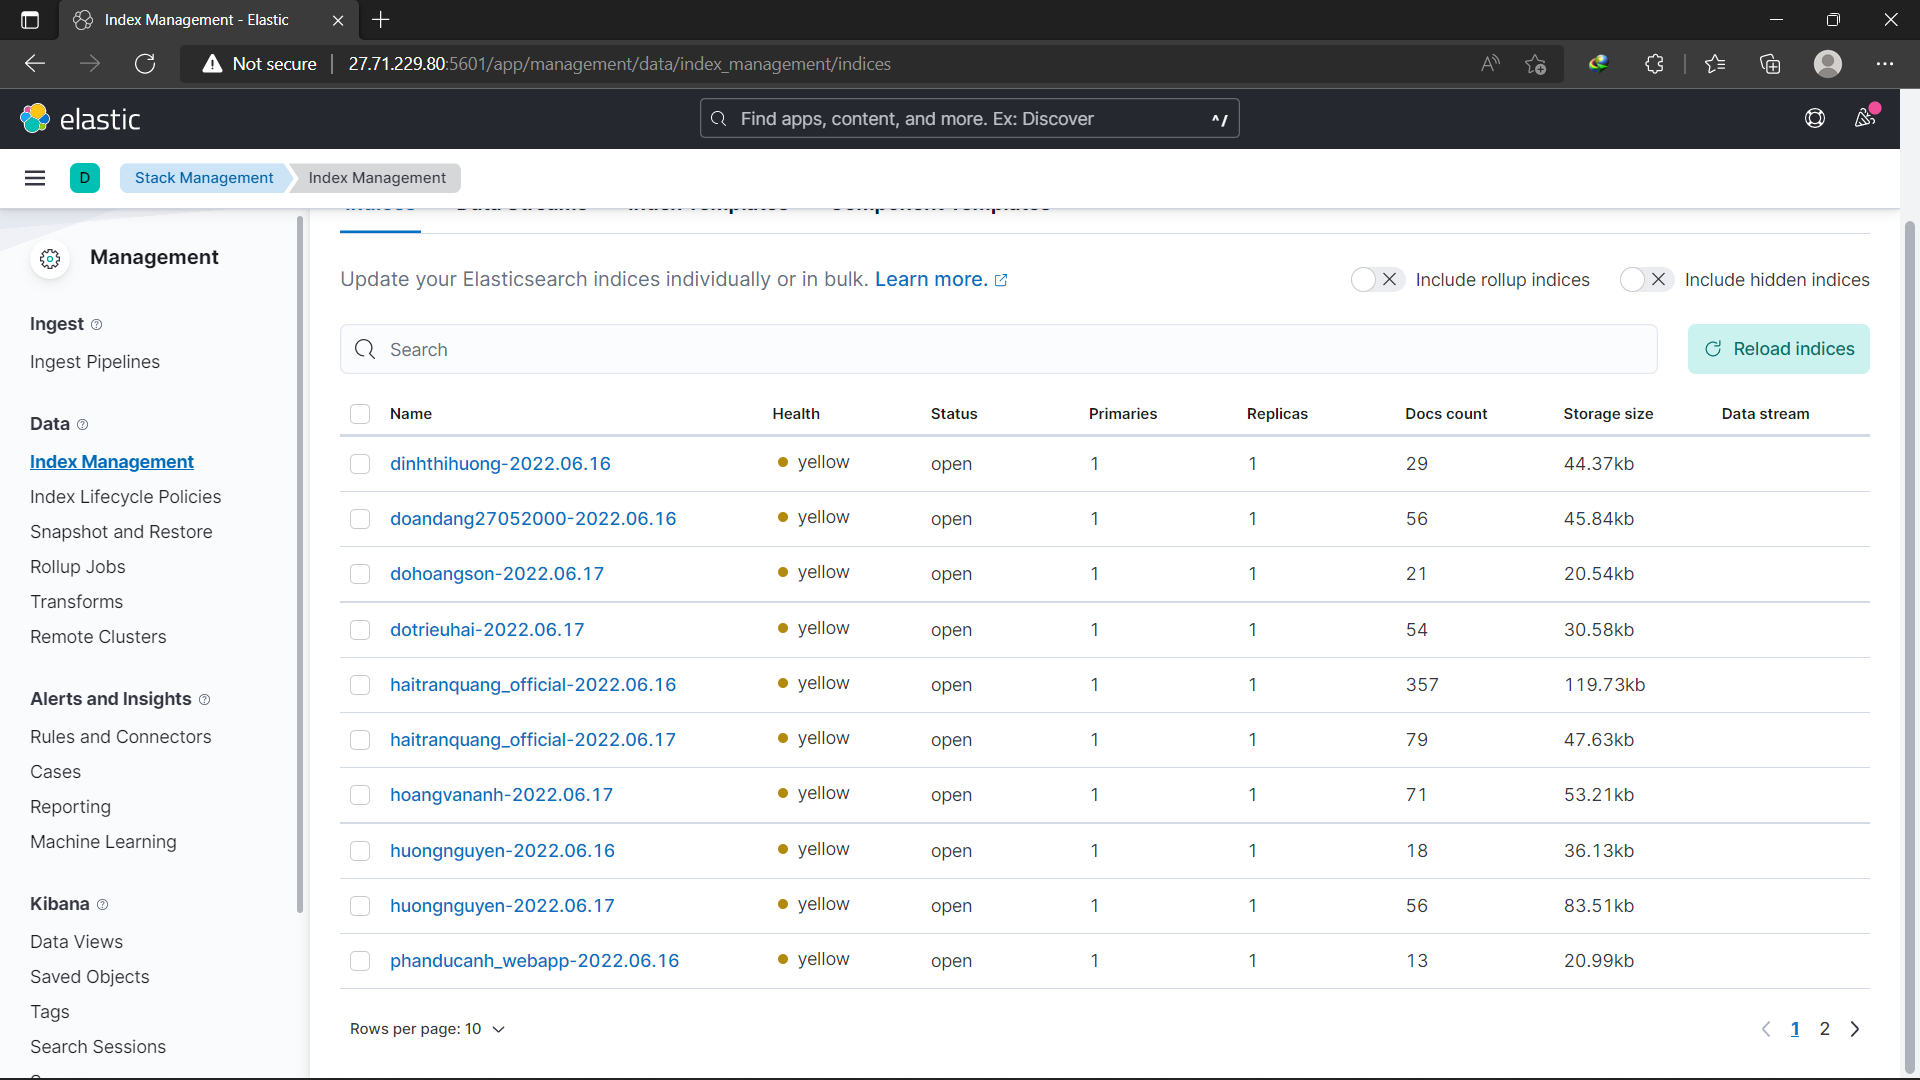 Index Management - Elastic
Not secure 27.71.229.80:5601/app/management/data/index_management/indices
elastic
Find apps, content, and more. Ex: Discover ^/
D Stack Management Index Management
Indices Data Streams Index Templates Component Templates
Management
Update your Elasticsearch indices individually or in bulk. Learn more. Include rollup indices Include hidden indices
Ingest
Ingest Pipelines
Data
Index Management
Index Lifecycle Policies
Snapshot and Restore
Rollup Jobs
Transforms
Remote Clusters
Alerts and Insights
Rules and Connectors
Cases
Reporting
Machine Learning
Kibana
Data Views
Saved Objects
Tags
Search Sessions
Search Reload indices
Name Health Status Primaries Replicas Docs count Storage size Data stream
dinhthihuong-2022.06.16 yellow open 1 1 29 44.37kb
doandang27052000-2022.06.16 yellow open 1 1 56 45.84kb
dohoangson-2022.06.17 yellow open 1 1 21 20.54kb
dotrieuhai-2022.06.17 yellow open 1 1 54 30.58kb
haitranquang_official-2022.06.16 yellow open 1 1 357 119.73kb
haitranquang_official-2022.06.17 yellow open 1 1 79 47.63kb
hoangvananh-2022.06.17 yellow open 1 1 71 53.21kb
huongnguyen-2022.06.16 yellow open 1 1 18 36.13kb
huongnguyen-2022.06.17 yellow open 1 1 56 83.51kb
phanducanh_webapp-2022.06.16 yellow open 1 1 13 20.99kb
Rows per page: 10 1 2